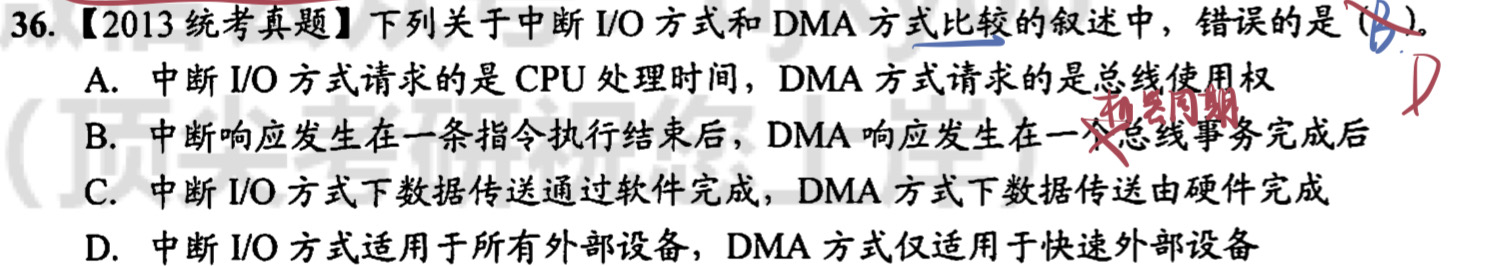 36.【2013 统考真题】下列关于中断 I/O 方式和 DMA 方式比较的叙述中，错误的是（B）。
D
A. 中断 I/O 方式请求的是 CPU 处理时间，DMA 方式请求的是总线使用权
机器周期
B. 中断响应发生在一条指令执行结束后，DMA 响应发生在一个总线事务完成后
C. 中断 I/O 方式下数据传送通过软件完成，DMA 方式下数据传送由硬件完成
D. 中断 I/O 方式适用于所有外部设备，DMA 方式仅适用于快速外部设备